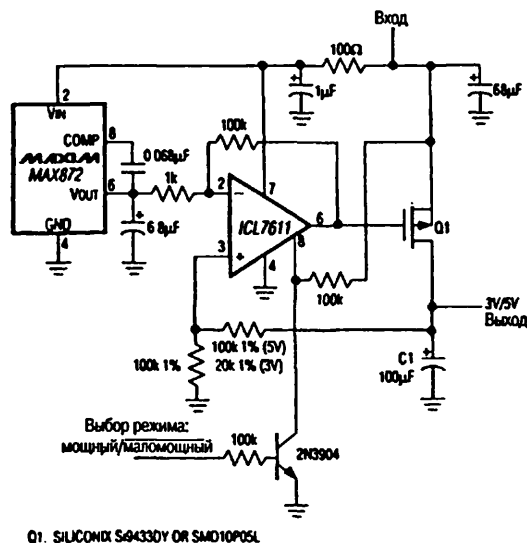 Вход
100Ω
2
VIN
1μF
68μF
COMP
8
100k
0 068μF
MAXIM
MAX872
VOUT
6
1k
2
−
7
ICL7611
6
Q1
6 8μF
3
+
4
8
GND
4
100k
3V/5V
Выход
100k 1% (5V)
20k 1% (3V)
100k 1%
C1
100μF
Выбор режима:
мощный/маломощный
100k
2N3904
Q1. SILICONIX Si9433DY OR SMD10P05L